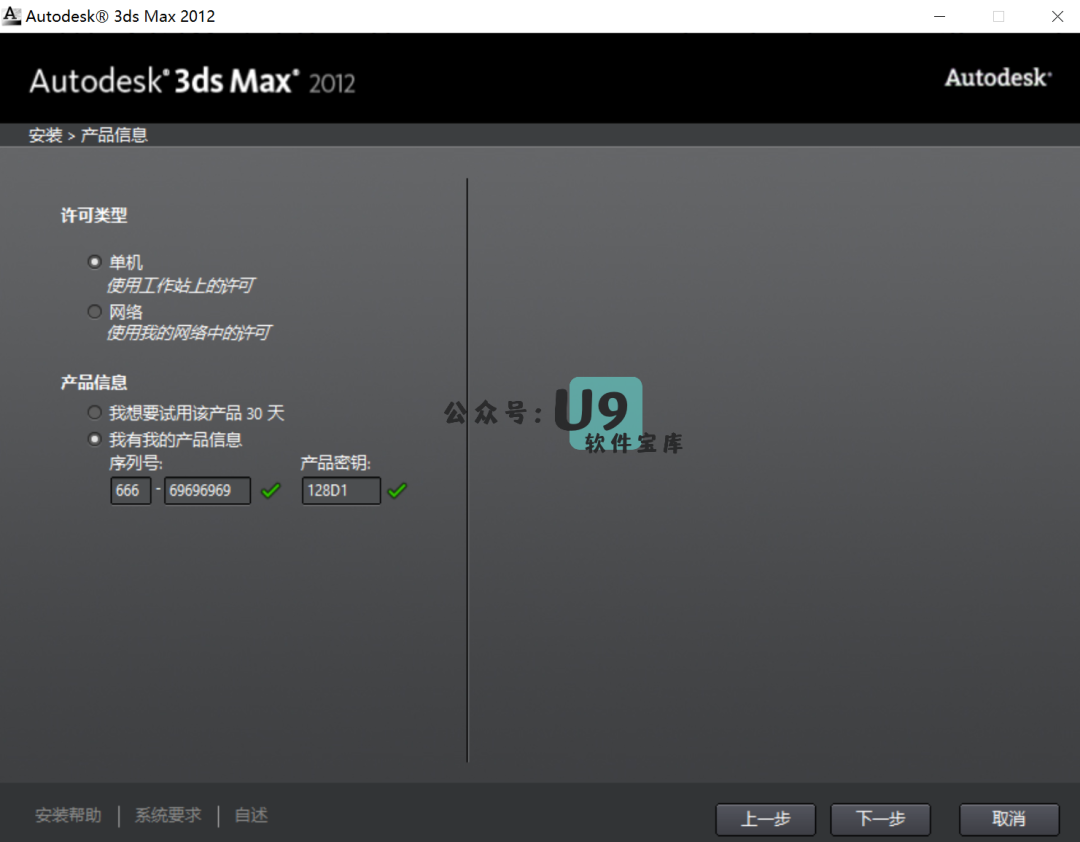 Autodesk® 3ds Max 2012
Autodesk® 3ds Max® 2012
Autodesk®
安装 > 产品信息
许可类型
单机
使用工作站上的许可
网络
使用我的网络中的许可
产品信息
我想要试用该产品 30 天
我有我的产品信息
序列号: 产品密钥:
666 - 69696969 128D1
公众号: U9
软件宝库
安装帮助 | 系统要求 | 自述
上一步 下一步 取消